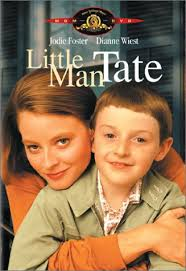 MGM DVD
Jodie Foster Dianne Wiest
Little
Man Tate